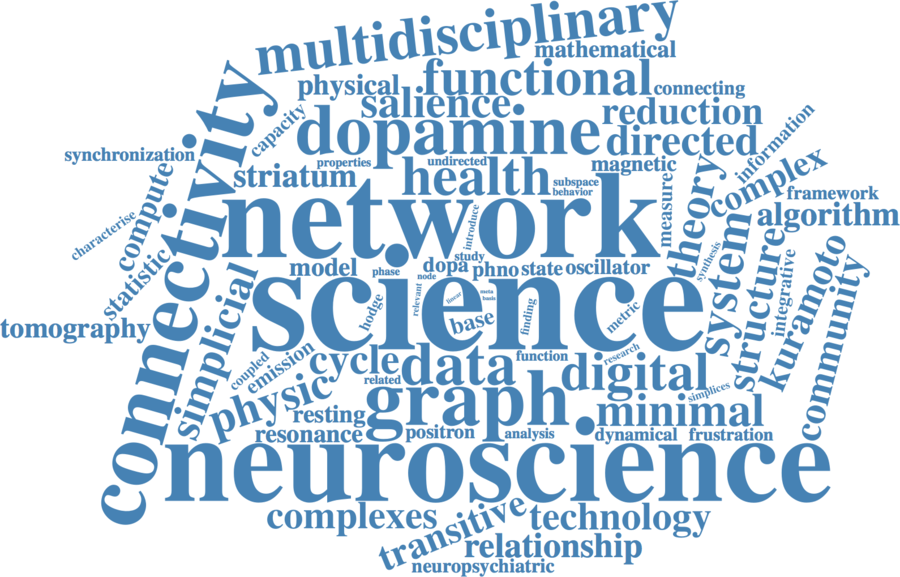 multidisciplinary
mathematical
physical
functional
connecting
salience
capacity
dopamine
reduction
directed
information
synchronization
properties
undirected
magnetic
striatum
health
subspace
behavior
measure
theory
complex
framework
compute
connectivity
network
algorithm
characterise
introduce
statistic
study
synthesis
system
structure
integrative
kuramoto
community
model
phase
dopa
phno
state
oscillator
node
relevant
linear
meta
basis
science
hodge
base
finding
metric
tomography
simplicial
coupled
emission
cycle
data
function
research
related
digital
simplices
physic
graph
minimal
resting
resonance
positron
analysis
dynamical
frustration
neuroscience
complexes
transitive
technology
relationship
neuropsychiatric